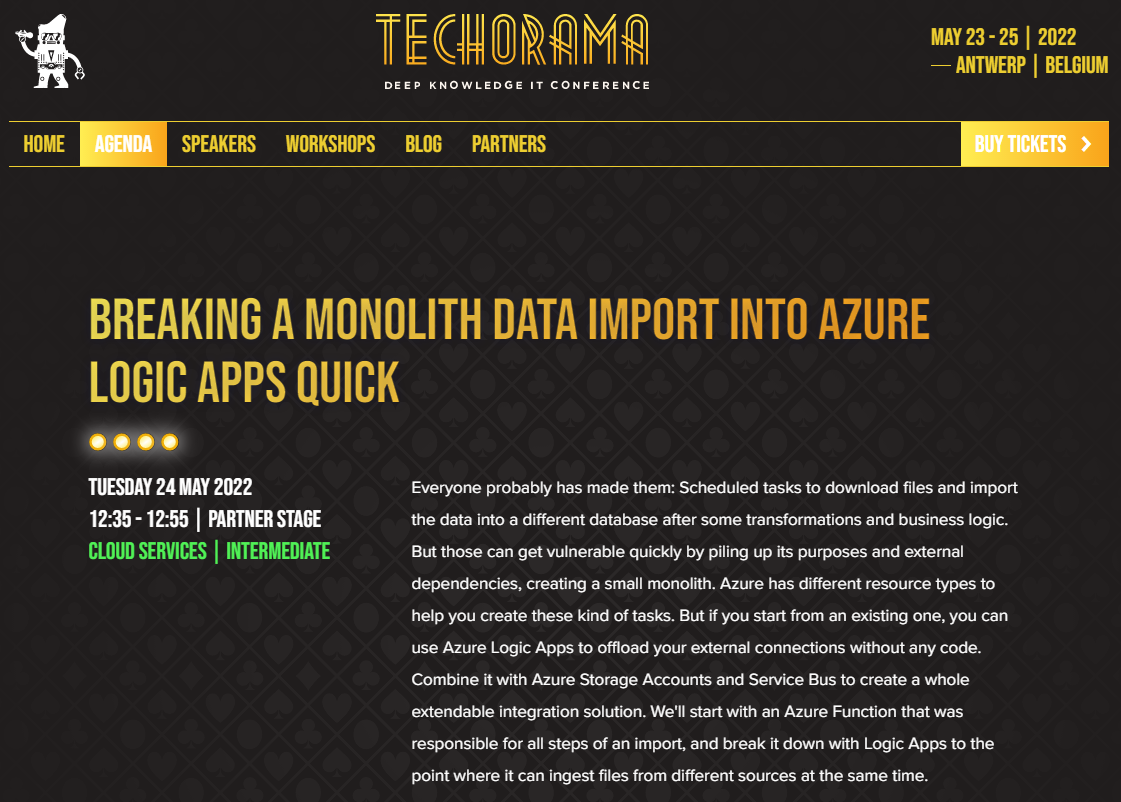 TECHORAMA
DEEP KNOWLEDGE IT CONFERENCE
MAY 23 - 25 | 2022
— ANTWERP | BELGIUM
HOME AGENDA SPEAKERS WORKSHOPS BLOG PARTNERS BUY TICKETS
BREAKING A MONOLITH DATA IMPORT INTO AZURE
LOGIC APPS QUICK
TUESDAY 24 MAY 2022
12:35 - 12:55 | PARTNER STAGE
CLOUD SERVICES | INTERMEDIATE
Everyone probably has made them: Scheduled tasks to download files and import
the data into a different database after some transformations and business logic.
But those can get vulnerable quickly by piling up its purposes and external
dependencies, creating a small monolith. Azure has different resource types to
help you create these kind of tasks. But if you start from an existing one, you can
use Azure Logic Apps to offload your external connections without any code.
Combine it with Azure Storage Accounts and Service Bus to create a whole
extendable integration solution. We'll start with an Azure Function that was
responsible for all steps of an import, and break it down with Logic Apps to the
point where it can ingest files from different sources at the same time.